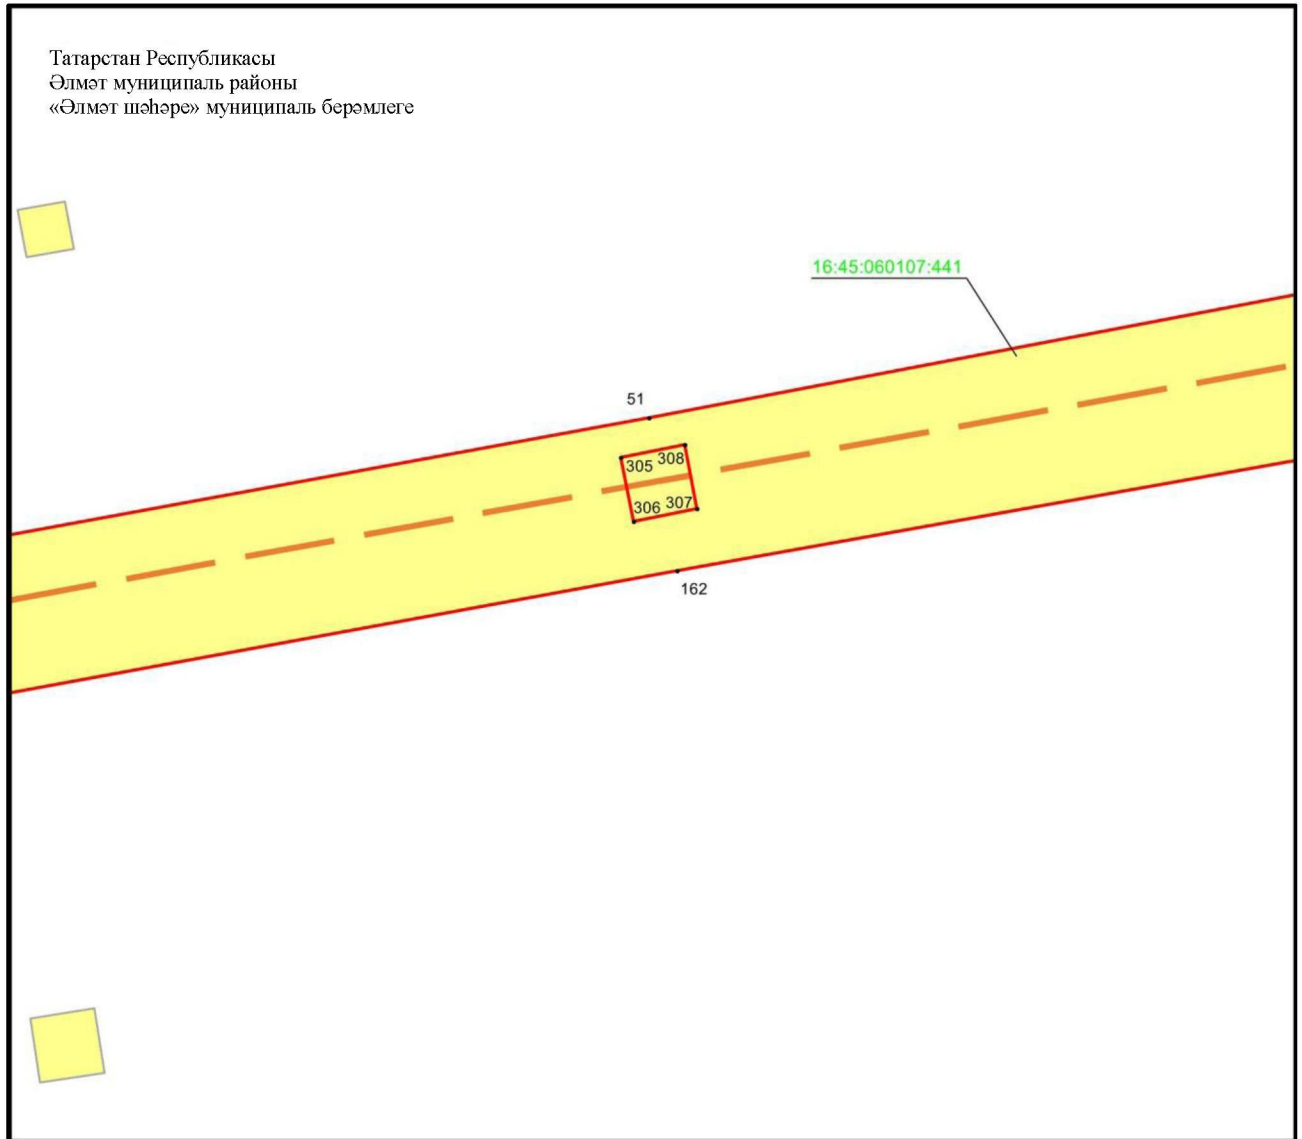 Татарстан Республикасы
Әлмәт муниципаль районы
«Әлмәт шәһәре» муниципаль берәмлеге
16:45:060107:441
51
305 308
306 307
162